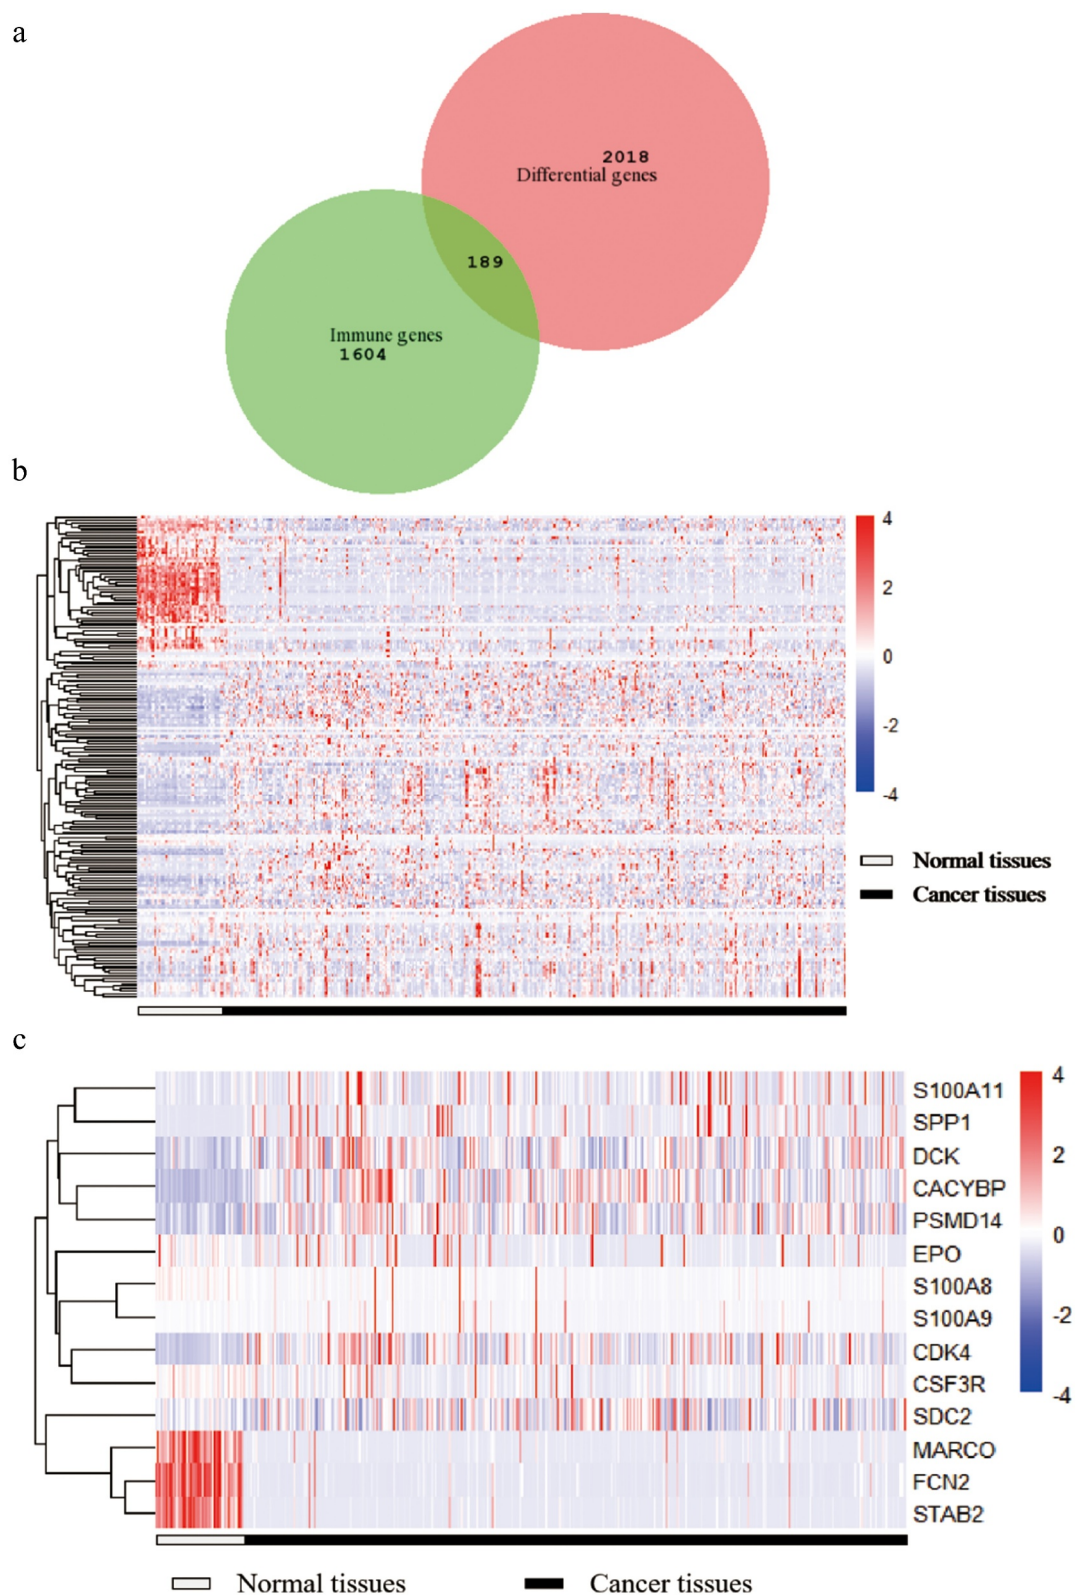 a
2018
Differential genes
189
Immune genes
1604
b
4
2
0
-2
-4
Normal tissues
Cancer tissues
c
S100A11
SPP1
DCK
CACYBP
PSMD14
EPO
S100A8
S100A9
CDK4
CSF3R
SDC2
MARCO
FCN2
STAB2
4
2
0
-2
-4
Normal tissues
Cancer tissues